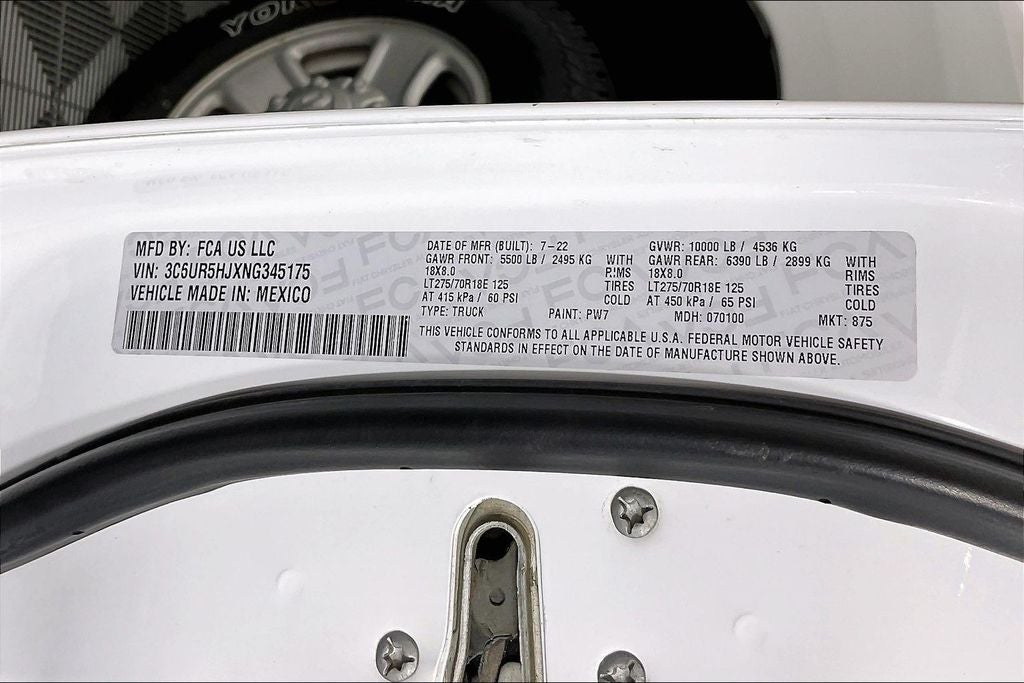 YOKO
MFD BY: FCA US LLC
VIN: 3C6UR5HJXNG345175
VEHICLE MADE IN: MEXICO
DATE OF MFR (BUILT): 7-22
GAWR FRONT: 5500 LB / 2495 KG WITH
18X8.0 RIMS
LT275/70R18E 125 TIRES
AT 415 kPa / 60 PSI COLD
TYPE: TRUCK PAINT: PW7
GVWR: 10000 LB / 4536 KG
GAWR REAR: 6390 LB / 2899 KG WITH
18X8.0 RIMS
LT275/70R18E 125 TIRES
AT 450 kPa / 65 PSI COLD
MDH: 070100 MKT: 875
THIS VEHICLE CONFORMS TO ALL APPLICABLE U.S.A. FEDERAL MOTOR VEHICLE SAFETY
STANDARDS IN EFFECT ON THE DATE OF MANUFACTURE SHOWN ABOVE.